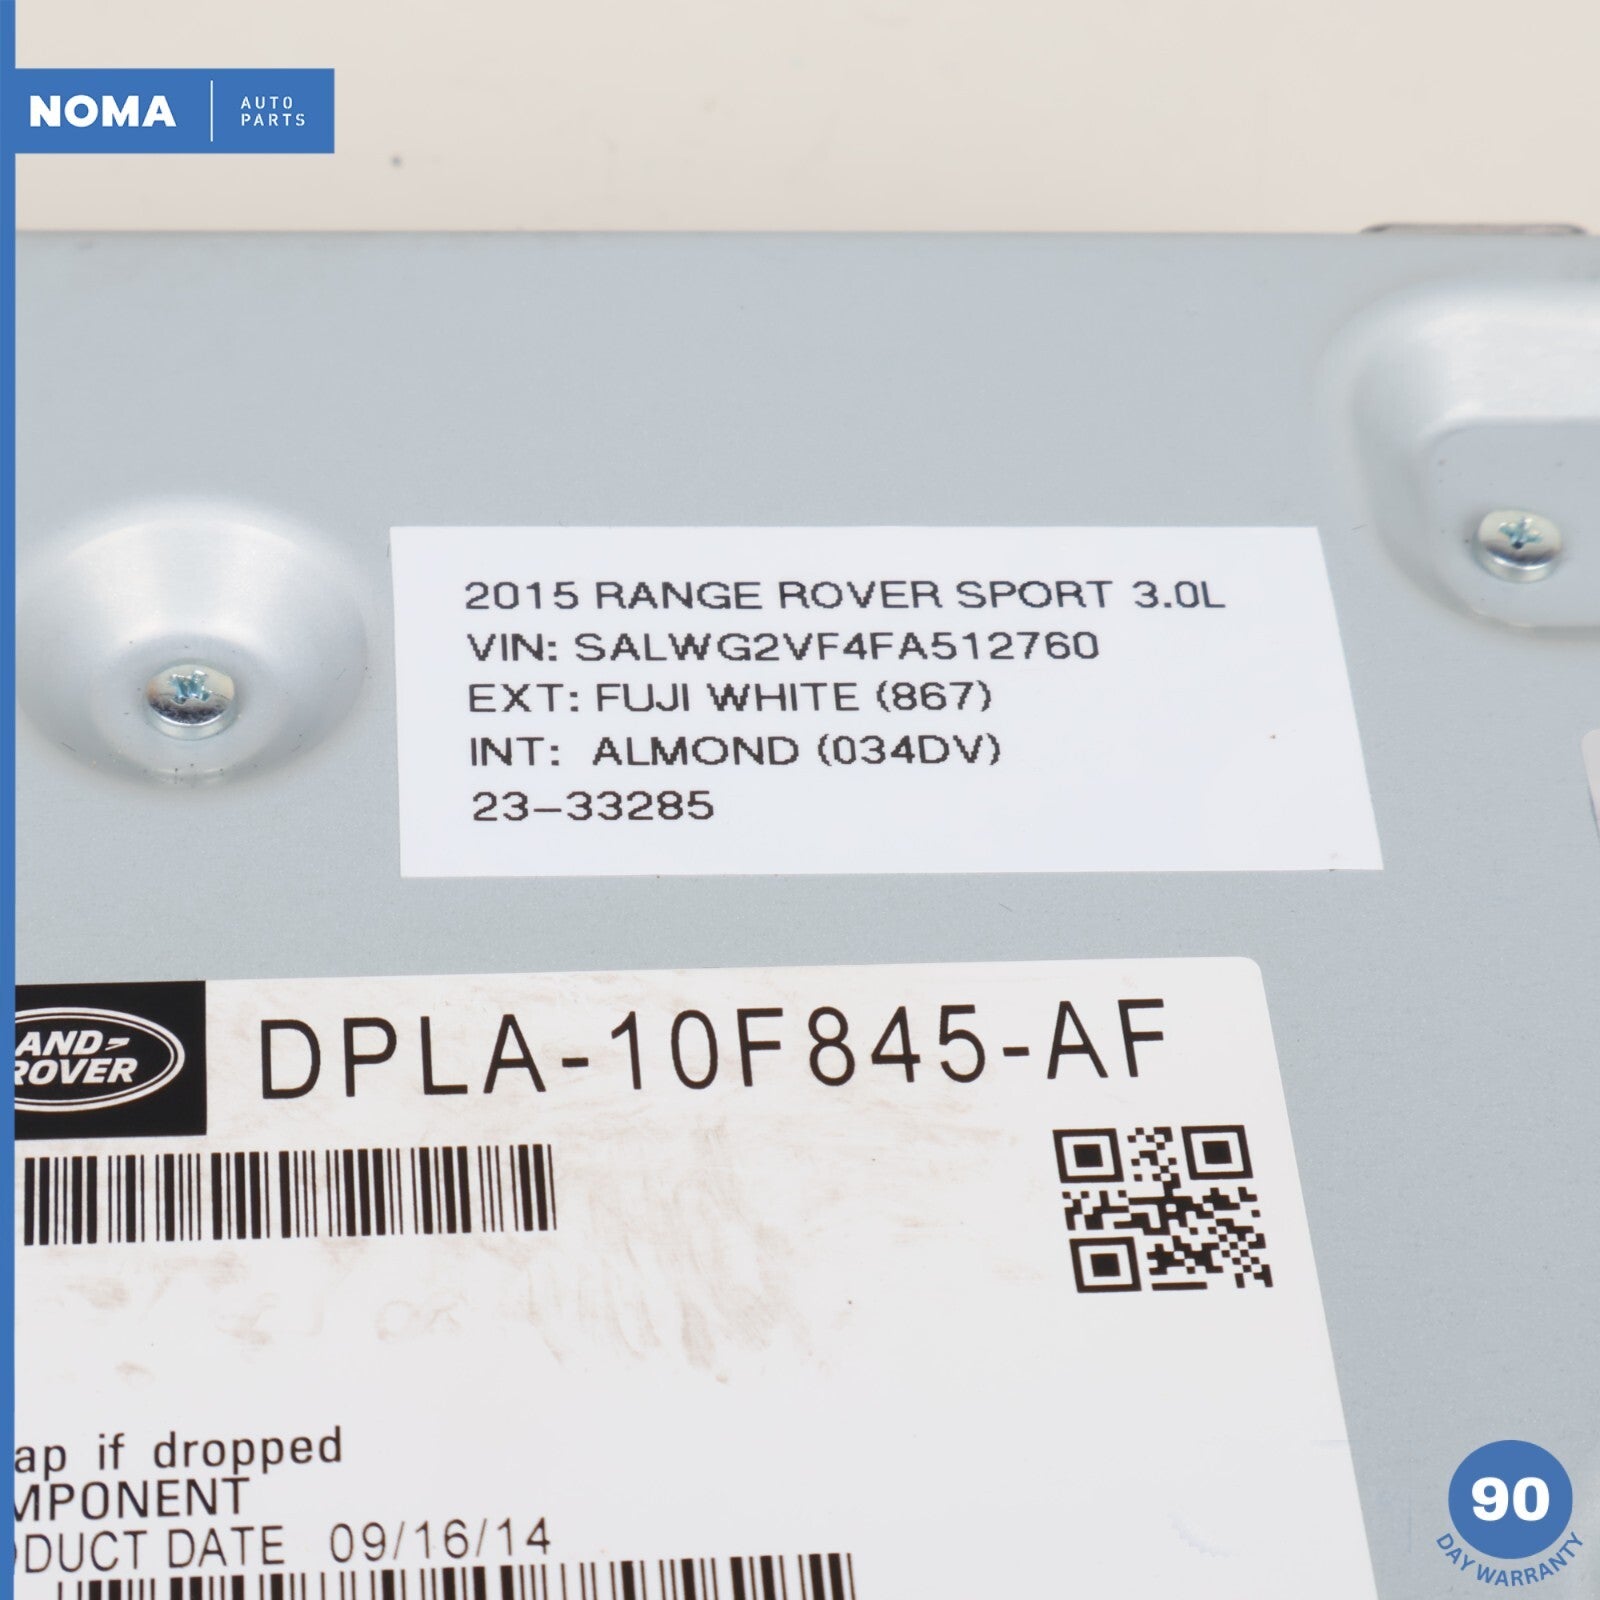 NOMA
AUTO
PARTS
2015 RANGE ROVER SPORT 3.0L
VIN: SALWG2VF4FA512760
EXT: FUJI WHITE (867)
INT: ALMOND (034DV)
23-33285
AND-
ROVER
DPLA-10F845-AF
ap if dropped
MPONENT
DUCT DATE 09/16/14
90
DAY WARRANTY